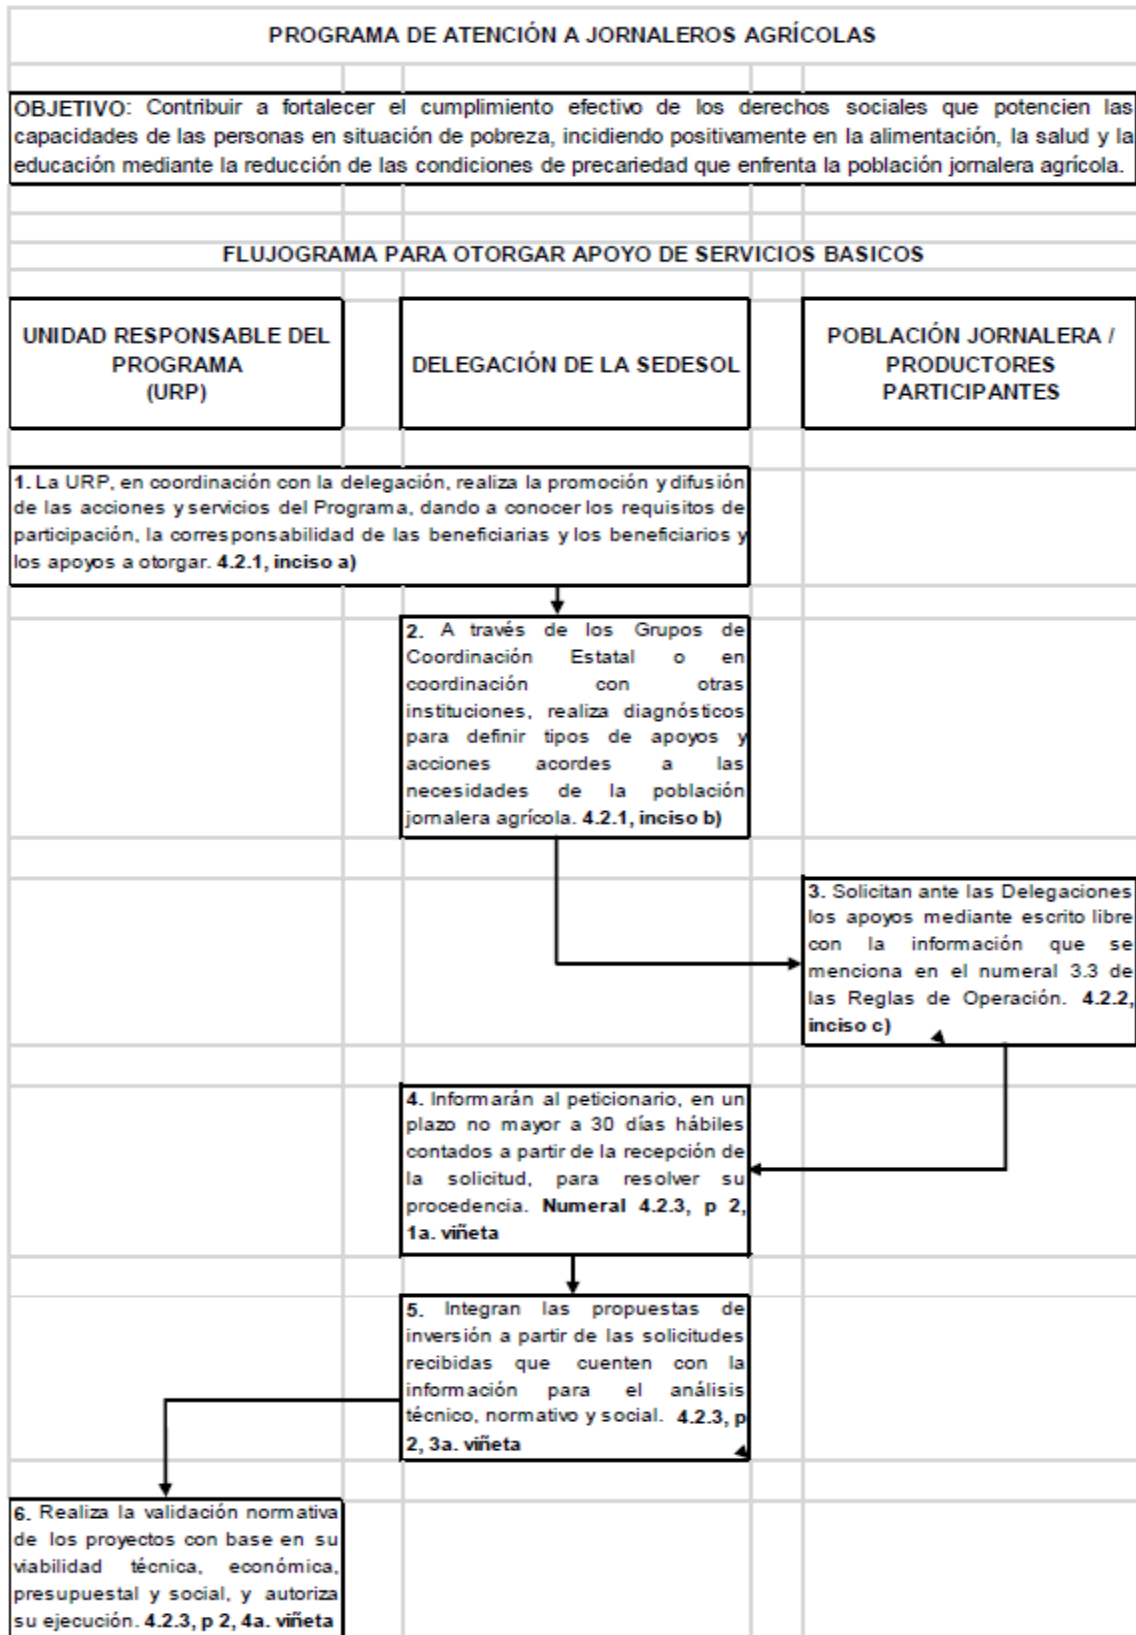 PROGRAMA DE ATENCIÓN A JORNALEROS AGRÍCOLAS
OBJETIVO: Contribuir a fortalecer el cumplimiento efectivo de los derechos sociales que potencien las
capacidades de las personas en situación de pobreza, incidiendo positivamente en la alimentación, la salud y la
educación mediante la reducción de las condiciones de precariedad que enfrenta la población jornalera agrícola.
FLUJOGRAMA PARA OTORGAR APOYO DE SERVICIOS BASICOS
UNIDAD RESPONSABLE DEL
PROGRAMA
(URP)
DELEGACIÓN DE LA SEDESOL
POBLACIÓN JORNALERA /
PRODUCTORES
PARTICIPANTES
1. La URP, en coordinación con la delegación, realiza la promoción y difusión
de las acciones y servicios del Programa, dando a conocer los requisitos de
participación, la corresponsabilidad de las beneficiarias y los beneficiarios y
los apoyos a otorgar. 4.2.1, inciso a)
2. A través de los Grupos de
Coordinación Estatal o en
coordinación con otras
instituciones, realiza diagnósticos
para definir tipos de apoyos y
acciones acordes a las
necesidades de la población
jornalera agrícola. 4.2.1, inciso b)
3. Solicitan ante las Delegaciones
los apoyos mediante escrito libre
con la información que se
menciona en el numeral 3.3 de
las Reglas de Operación. 4.2.2,
inciso c)
4. Informarán al peticionario, en un
plazo no mayor a 30 días hábiles
contados a partir de la recepción de
la solicitud, para resolver su
procedencia. Numeral 4.2.3, p 2,
1a. viñeta
5. Integran las propuestas de
inversión a partir de las solicitudes
recibidas que cuenten con la
información para el análisis
técnico, normativo y social. 4.2.3, p
2, 3a. viñeta
6. Realiza la validación normativa
de los proyectos con base en su
viabilidad técnica, económica,
presupuestal y social, y autoriza
su ejecución. 4.2.3, p 2, 4a. viñeta